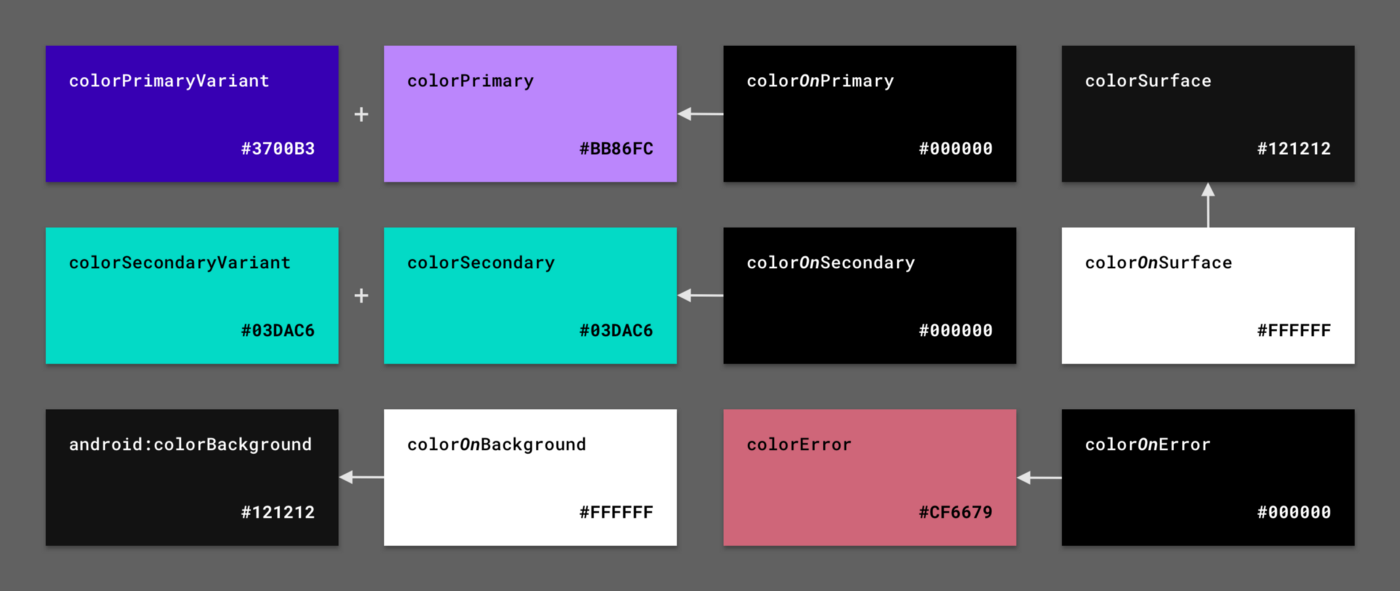 colorPrimaryVariant
#3700B3
+
colorPrimary
#BB86FC
colorOnPrimary
#000000
colorSurface
#121212
colorSecondaryVariant
#03DAC6
+
colorSecondary
#03DAC6
colorOnSecondary
#000000
colorOnSurface
#FFFFFF
android:colorBackground
#121212
colorOnBackground
#FFFFFF
colorError
#CF6679
colorOnError
#000000